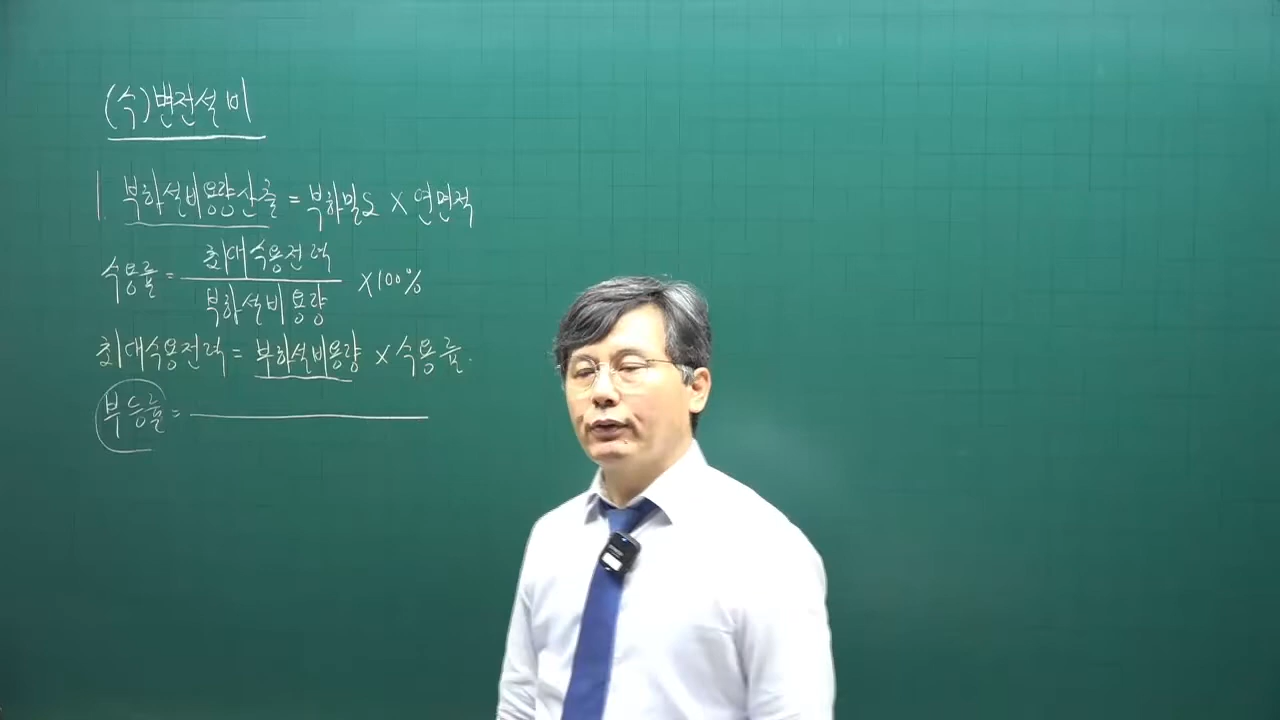 (수)변전설비
1. 부하설비용량산출 = 부하밀도 × 연면적
수용률 = 최대수용전력 / 부하설비용량 ×100%
최대수용전력 = 부하설비용량 × 수용률.
부등률 =